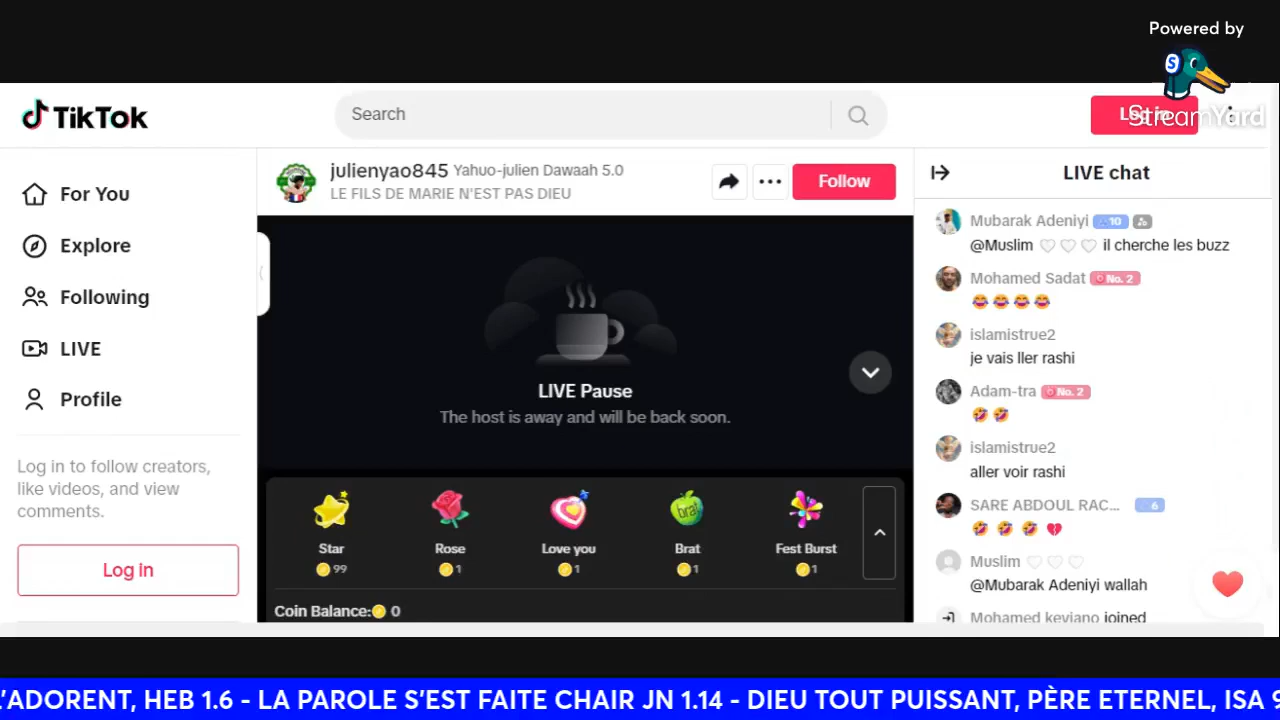 Powered by
StreamYard
TikTok
Search
Log in
For You
Explore
Following
LIVE
Profile
Log in to follow creators,
like videos, and view
comments.
Log in
julienyao845 Yahuo-julien Dawaah 5.0
LE FILS DE MARIE N'EST PAS DIEU
Follow
LIVE Pause
The host is away and will be back soon.
Star
99
Rose
1
Love you
1
Brat
1
Fest Burst
1
Coin Balance: 0
LIVE chat
Mubarak Adeniyi 10
@Muslim 🤍🤍🤍 il cherche les buzz
Mohamed Sadat No. 2
😂😂😂😂
islamistrue2
je vais ller rashi
Adam-tra No. 2
🤣🤣
islamistrue2
aller voir rashi
SARE ABDOUL RAC... 6
🤣🤣🤣💔
Muslim 🤍🤍🤍
@Mubarak Adeniyi wallah
Mohamed keviano joined
L'ADORENT, HEB 1.6 - LA PAROLE S'EST FAITE CHAIR JN 1.14 - DIEU TOUT PUISSANT, PÈRE ETERNEL, ISA 9